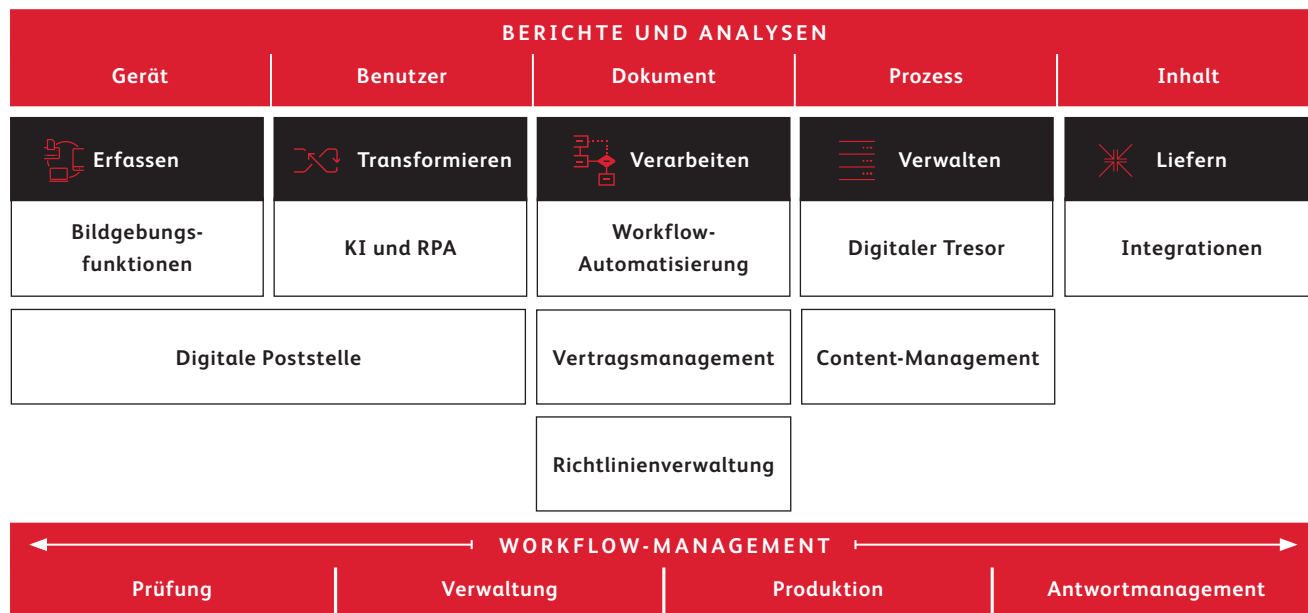 BERICHTE UND ANALYSEN
Gerät Benutzer Dokument Prozess Inhalt
Erfassen Transformieren Verarbeiten Verwalten Liefern
Bildgebungs-
funktionen
KI und RPA
Workflow-
Automatisierung
Digitaler Tresor
Integrationen
Digitale Poststelle
Vertragsmanagement
Content-Management
Richtlinienverwaltung
WORKFLOW-MANAGEMENT
Prüfung Verwaltung Produktion Antwortmanagement